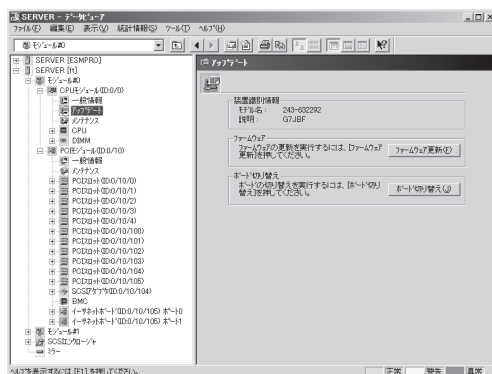 SERVER - ﾃﾞｰﾀﾋﾞｭｰｱ
ﾌｧｲﾙ(F) 編集(E) 表示(V) 統計情報(S) ﾂｰﾙ(T) ﾍﾙﾌﾟ(H)
ﾓｼﾞｭｰﾙ#0
SERVER [ESMPRO]
SERVER [ft]
ﾓｼﾞｭｰﾙ#0
CPUﾓｼﾞｭｰﾙ(ID:0/0)
一般情報
ｱｯﾌﾟﾃﾞｰﾄ
ﾒﾝﾃﾅﾝｽ
CPU
DIMM
PCIﾓｼﾞｭｰﾙ(ID:0/10)
一般情報
ﾒﾝﾃﾅﾝｽ
PCIｽﾛｯﾄ(ID:0/10/0)
PCIｽﾛｯﾄ(ID:0/10/1)
PCIｽﾛｯﾄ(ID:0/10/2)
PCIｽﾛｯﾄ(ID:0/10/3)
PCIｽﾛｯﾄ(ID:0/10/4)
PCIｽﾛｯﾄ(ID:0/10/100)
PCIｽﾛｯﾄ(ID:0/10/101)
PCIｽﾛｯﾄ(ID:0/10/102)
PCIｽﾛｯﾄ(ID:0/10/103)
PCIｽﾛｯﾄ(ID:0/10/104)
PCIｽﾛｯﾄ(ID:0/10/105)
SCSIｱﾀﾞﾌﾟﾀ(ID:0/10/104)
BMC
ｲｰｻﾈｯﾄﾎﾞｰﾄﾞ(ID:0/10/105) ﾎﾟｰﾄ0
ｲｰｻﾈｯﾄﾎﾞｰﾄﾞ(ID:0/10/105) ﾎﾟｰﾄ1
ﾓｼﾞｭｰﾙ#1
SCSIｴﾝｸﾛｰｼﾞｬ
ﾐﾗｰ
ｱｯﾌﾟﾃﾞｰﾄ
装置識別情報
ﾓﾃﾞﾙ名: 243-632292
説明: G7JBF
ﾌｧｰﾑｳｪｱ
ﾌｧｰﾑｳｪｱの更新を実行するには、[ﾌｧｰﾑｳｪｱ
更新]を押してください。
ﾌｧｰﾑｳｪｱ更新(F)
ﾎﾞｰﾄﾞ切り替え
ﾎﾞｰﾄﾞの切り替えを実行するには、[ﾎﾞｰﾄﾞ切り
替え]を押してください。
ﾎﾞｰﾄﾞ切り替え(J)
ﾍﾙﾌﾟを表示するには [F1] を押してください。
正常 警告 異常